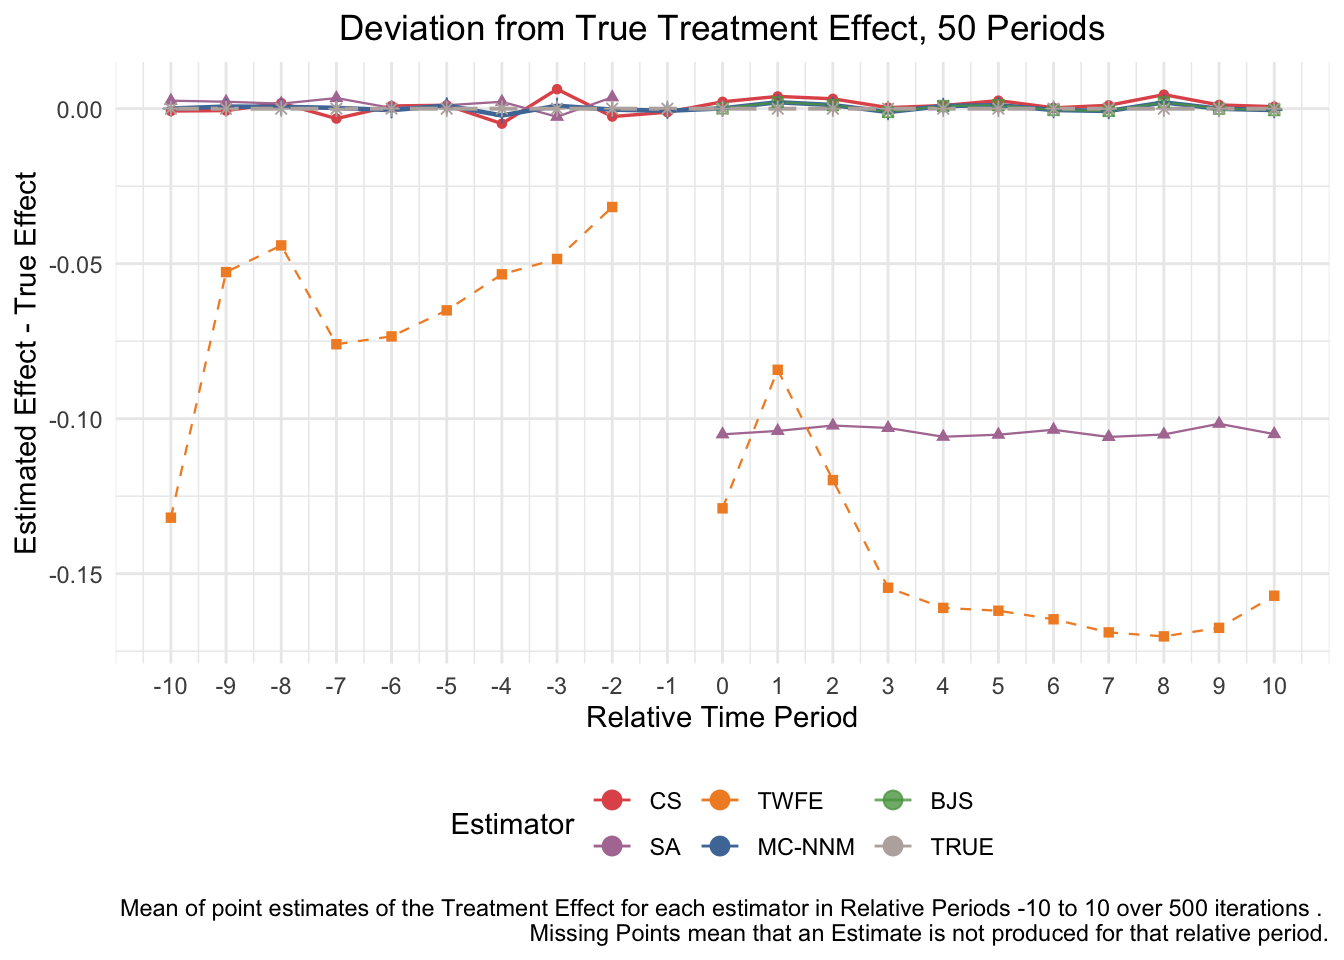 Deviation from True Treatment Effect, 50 Periods
Estimated Effect - True Effect
0.00
-0.05
-0.10
-0.15
-10 -9 -8 -7 -6 -5 -4 -3 -2 -1 0 1 2 3 4 5 6 7 8 9 10
Relative Time Period
Estimator
CS TWFE BJS
SA MC-NNM TRUE
Mean of point estimates of the Treatment Effect for each estimator in Relative Periods -10 to 10 over 500 iterations .
Missing Points mean that an Estimate is not produced for that relative period.